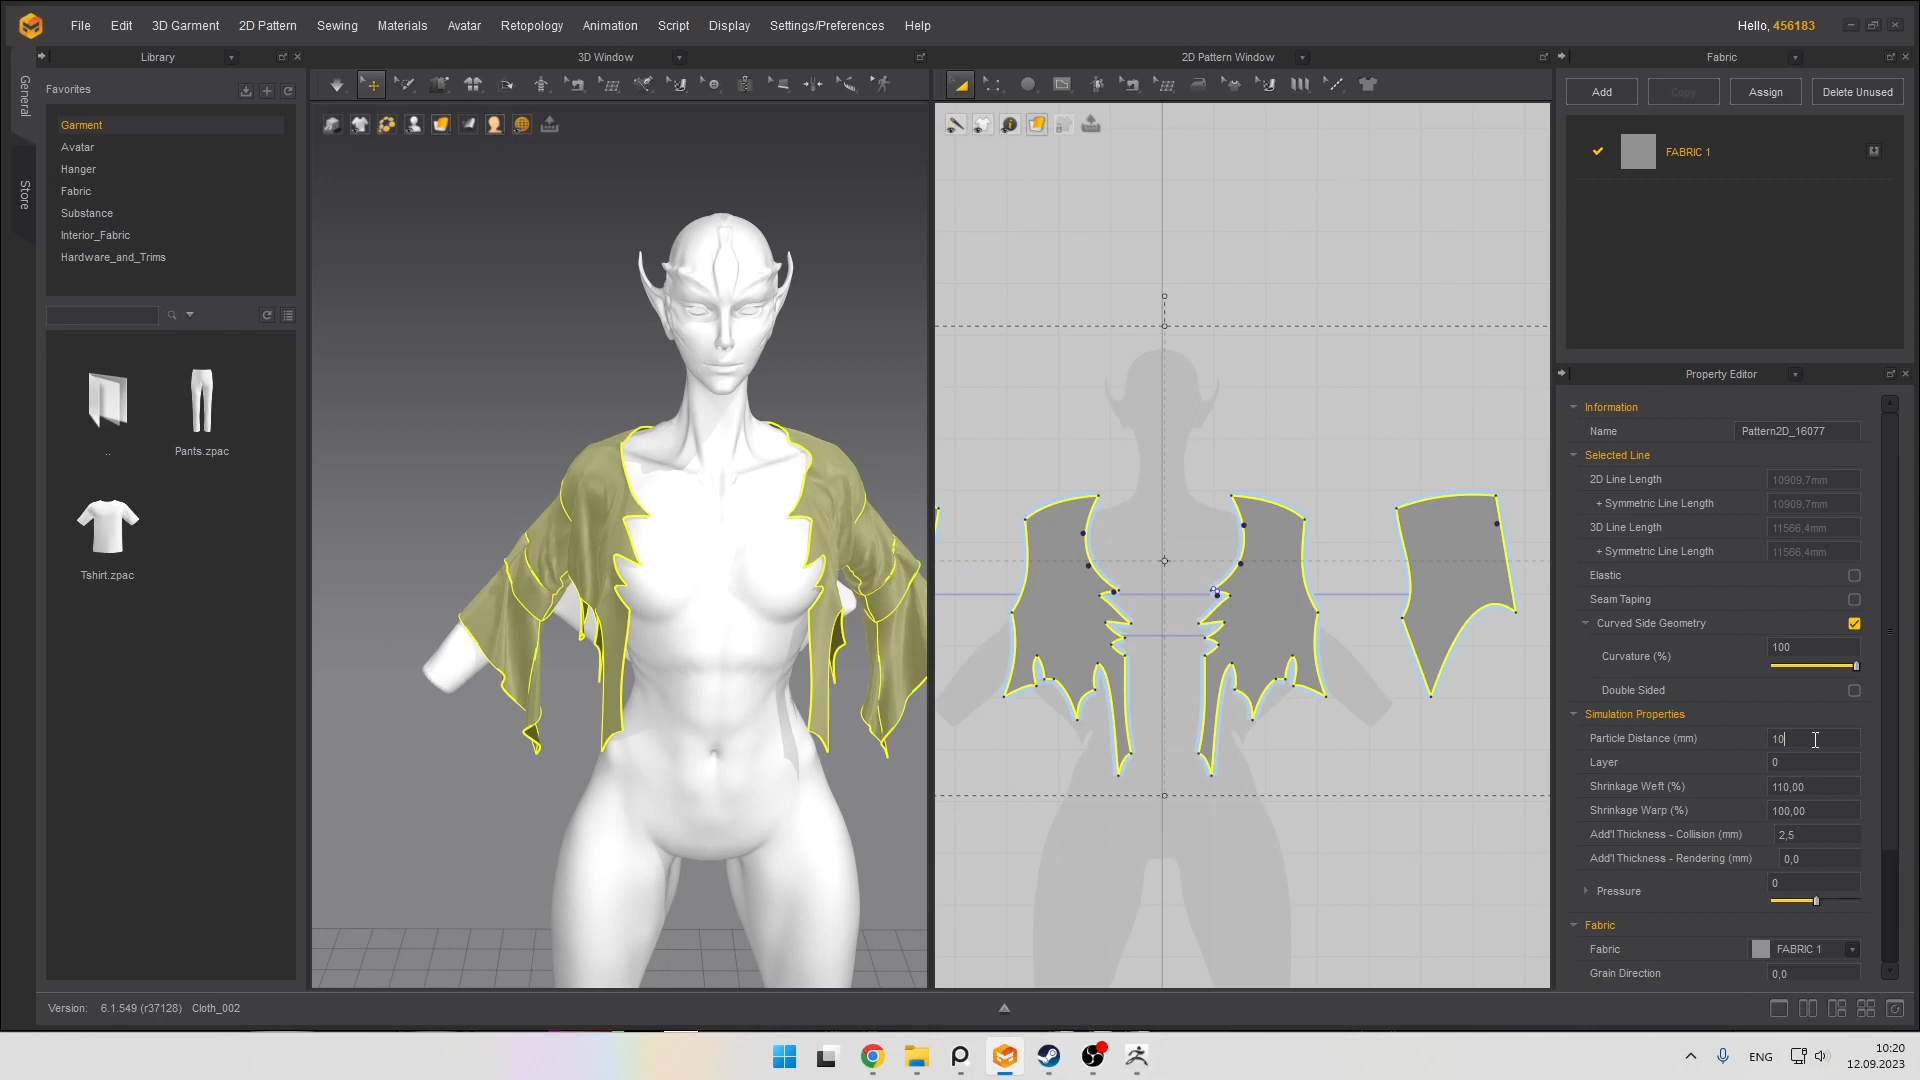 File Edit 3D Garment 2D Pattern Sewing Materials Avatar Retopology Animation Script Display Settings/Preferences Help
Hello, 456183
Library
3D Window
2D Pattern Window
Fabric
General
Store
Favorites
Garment
Avatar
Hanger
Fabric
Substance
Interior_Fabric
Hardware_and_Trims
..
Pants.zpac
Tshirt.zpac
Add Copy Assign Delete Unused
FABRIC 1
Property Editor
Information
Name Pattern2D_16077
Selected Line
2D Line Length 10909,7mm
+ Symmetric Line Length 10909,7mm
3D Line Length 11566,4mm
+ Symmetric Line Length 11566,4mm
Elastic
Seam Taping
Curved Side Geometry
Curvature (%) 100
Double Sided
Simulation Properties
Particle Distance (mm) 10
Layer 0
Shrinkage Weft (%) 110,00
Shrinkage Warp (%) 100,00
Add'l Thickness - Collision (mm) 2,5
Add'l Thickness - Rendering (mm) 0,0
Pressure 0
Fabric
Fabric FABRIC 1
Grain Direction 0,0
Version: 6.1.549 (r37128) Cloth_002
ENG
10:20
12.09.2023